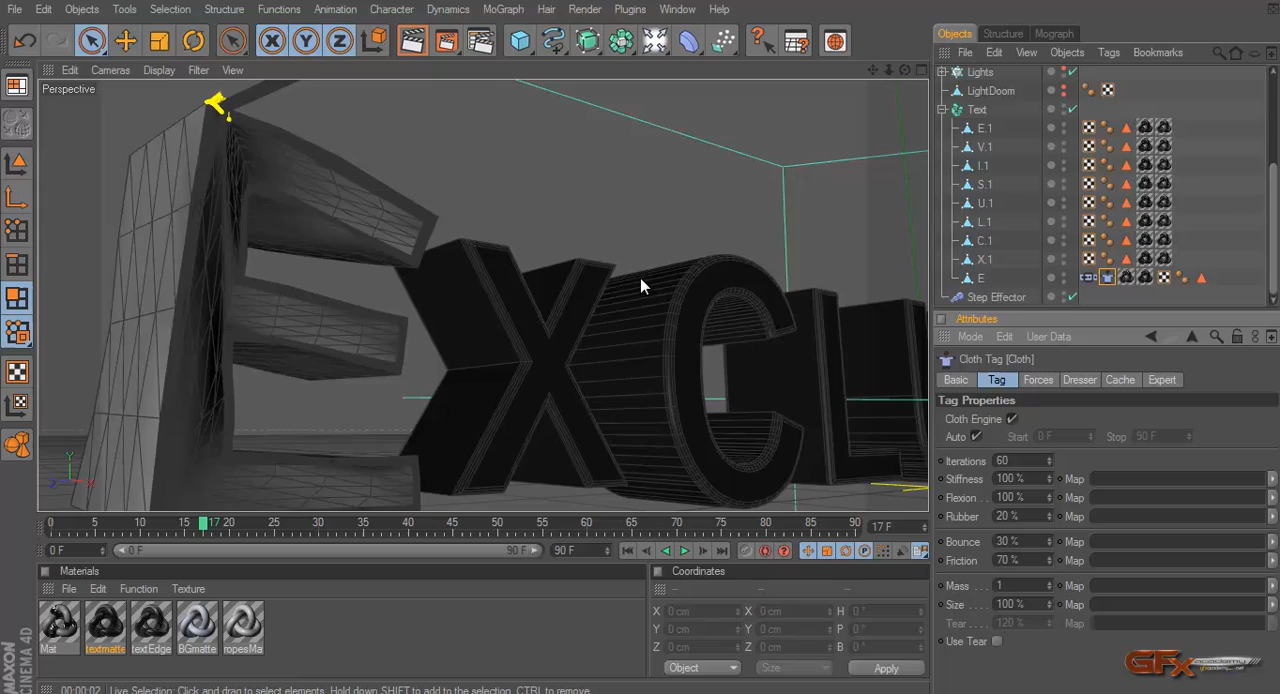 File Edit Objects Tools Selection Structure Functions Animation Character Dynamics MoGraph Hair Render Plugins Window Help
Edit Cameras Display Filter View
Perspective
EXCLU
Y
Z X
0 5 10 15 17 20 25 30 35 40 45 50 55 60 65 70 75 80 85 90 17 F
0 F 0 F 90 F 90 F
Materials
File Edit Function Texture
Mat textmatte textEdge BGmatte ropesMa
Coordinates
X 0 cm X 0 cm H 0 °
Y 0 cm Y 0 cm P 0 °
Z 0 cm Z 0 cm B 0 °
Object Size Apply
00:00:02 Live Selection: Click and drag to select elements. Hold down SHIFT to add to the selection, CTRL to remove.
MAXON CINEMA 4D
Objects Structure Mograph
File Edit View Objects Tags Bookmarks
Lights
LightDoom
Text
E.1
V.1
I.1
S.1
U.1
L.1
C.1
X.1
E
Step Effector
Attributes
Mode Edit User Data
Cloth Tag [Cloth]
Basic Tag Forces Dresser Cache Expert
Tag Properties
Cloth Engine
Auto Start 0 F Stop 90 F
Iterations 60
Stiffness 100 % Map
Flexion 100 % Map
Rubber 20 % Map
Bounce 30 % Map
Friction 70 % Map
Mass 1 Map
Size 100 % Map
Tear 120 % Map
Use Tear
GFx academy